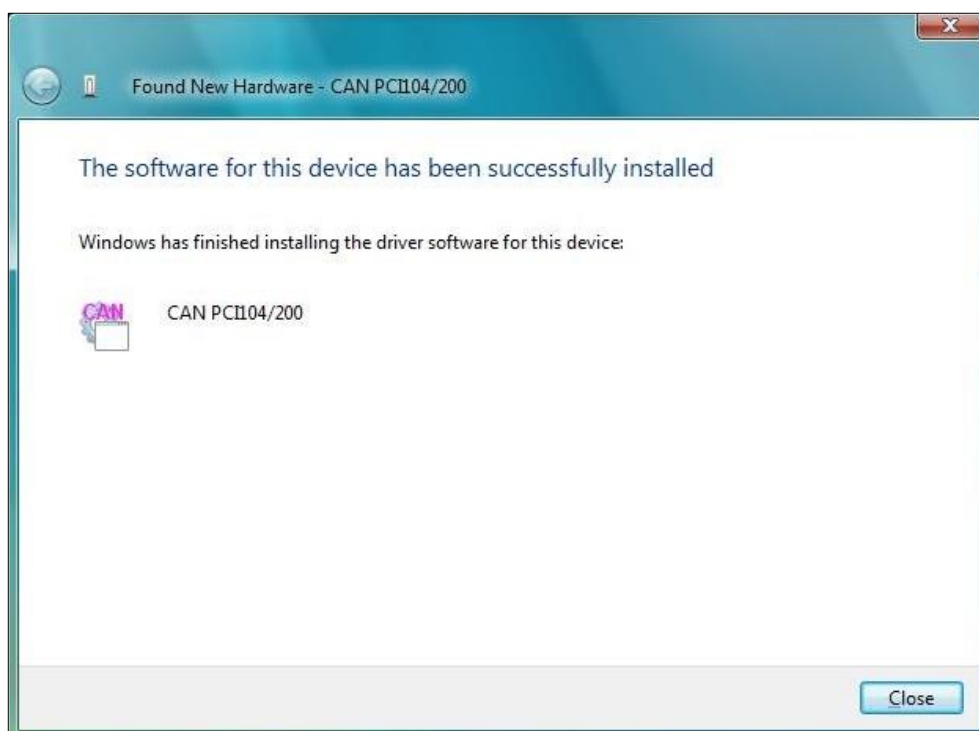 X
Found New Hardware - CAN PCI104/200
The software for this device has been successfully installed
Windows has finished installing the driver software for this device:
CAN
CAN PCI104/200
Close